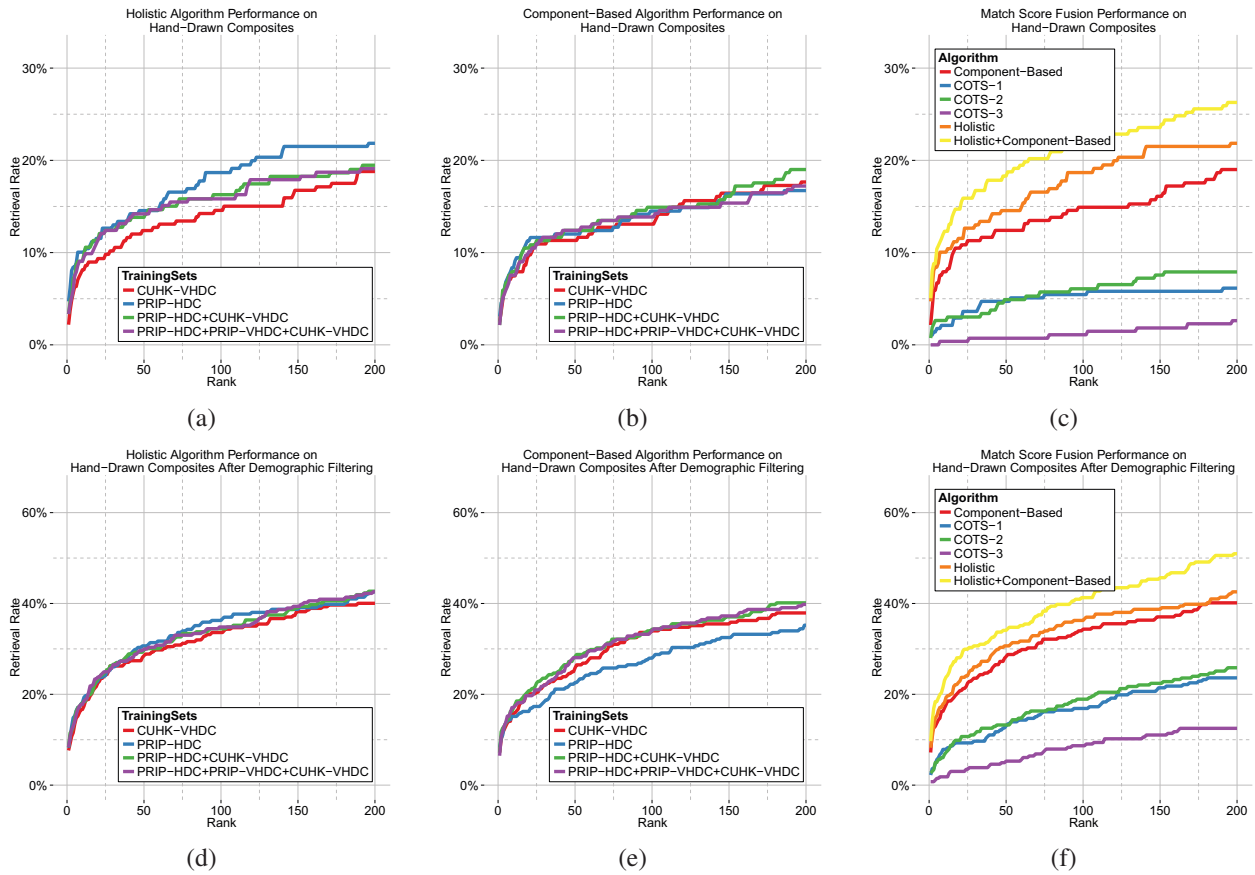 Holistic Algorithm Performance on
Hand−Drawn Composites
30%
20%
10%
0%
Retrieval Rate
TrainingSets
CUHK−VHDC
PRIP−HDC
PRIP−HDC+CUHK−VHDC
PRIP−HDC+PRIP−VHDC+CUHK−VHDC
0 50 100 150 200
Rank
(a)
Component−Based Algorithm Performance on
Hand−Drawn Composites
30%
20%
10%
0%
Retrieval Rate
TrainingSets
CUHK−VHDC
PRIP−HDC
PRIP−HDC+CUHK−VHDC
PRIP−HDC+PRIP−VHDC+CUHK−VHDC
0 50 100 150 200
Rank
(b)
Match Score Fusion Performance on
Hand−Drawn Composites
30%
20%
10%
0%
Retrieval Rate
Algorithm
Component−Based
COTS−1
COTS−2
COTS−3
Holistic
Holistic+Component−Based
0 50 100 150 200
Rank
(c)
Holistic Algorithm Performance on
Hand−Drawn Composites After Demographic Filtering
60%
40%
20%
0%
Retrieval Rate
TrainingSets
CUHK−VHDC
PRIP−HDC
PRIP−HDC+CUHK−VHDC
PRIP−HDC+PRIP−VHDC+CUHK−VHDC
0 50 100 150 200
Rank
(d)
Component−Based Algorithm Performance on
Hand−Drawn Composites After Demographic Filtering
60%
40%
20%
0%
Retrieval Rate
TrainingSets
CUHK−VHDC
PRIP−HDC
PRIP−HDC+CUHK−VHDC
PRIP−HDC+PRIP−VHDC+CUHK−VHDC
0 50 100 150 200
Rank
(e)
Match Score Fusion Performance on
Hand−Drawn Composites After Demographic Filtering
60%
40%
20%
0%
Retrieval Rate
Algorithm
Component−Based
COTS−1
COTS−2
COTS−3
Holistic
Holistic+Component−Based
0 50 100 150 200
Rank
(f)